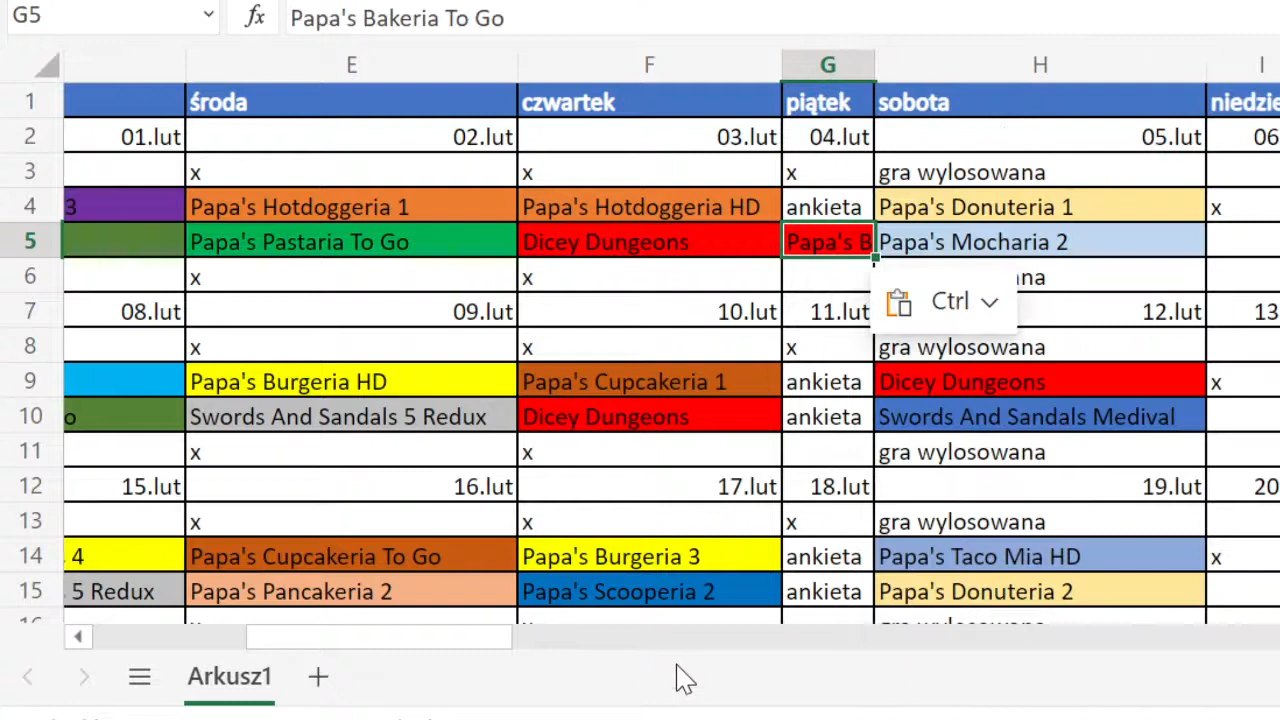 G5 fx Papa's Bakeria To Go
E F G H I
1 środa czwartek piątek sobota niedzie
2 01.lut 02.lut 03.lut 04.lut 05.lut 06
3 x x x gra wylosowana
4 3 Papa's Hotdoggeria 1 Papa's Hotdoggeria HD ankieta Papa's Donuteria 1 x
5 Papa's Pastaria To Go Dicey Dungeons Papa's B Papa's Mocharia 2
6 x x na
Ctrl
7 08.lut 09.lut 10.lut 11.lut 12.lut 13
8 x x x gra wylosowana
9 Papa's Burgeria HD Papa's Cupcakeria 1 ankieta Dicey Dungeons x
10 o Swords And Sandals 5 Redux Dicey Dungeons ankieta Swords And Sandals Medival
11 x x gra wylosowana
12 15.lut 16.lut 17.lut 18.lut 19.lut 20
13 x x x gra wylosowana
14 4 Papa's Cupcakeria To Go Papa's Burgeria 3 ankieta Papa's Taco Mia HD x
15 5 Redux Papa's Pancakeria 2 Papa's Scooperia 2 ankieta Papa's Donuteria 2
Arkusz1